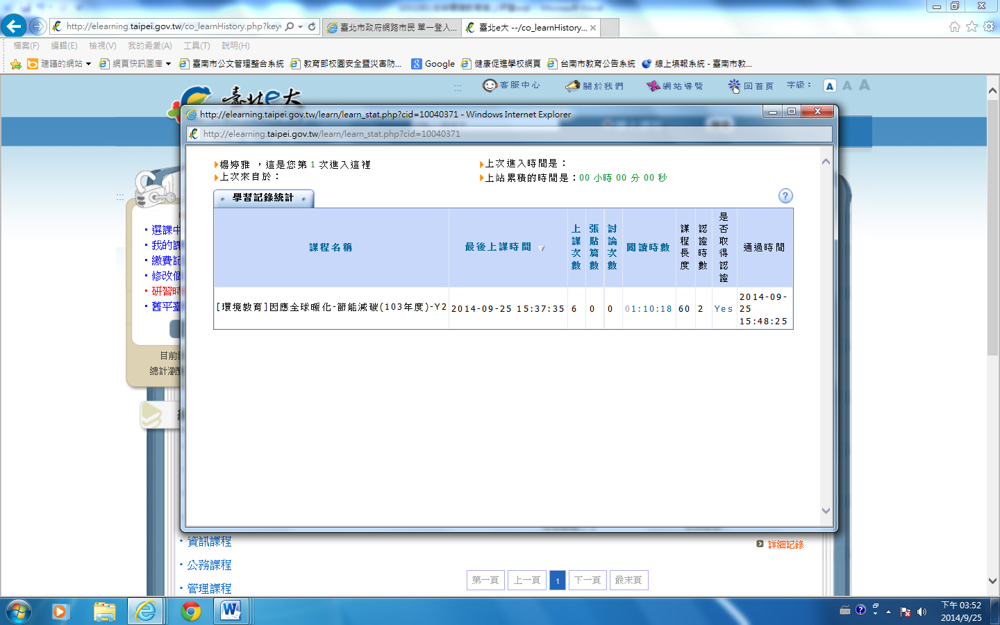 http://elearning.taipei.gov.tw/co_learnHistory.php?key
臺北市政府網路市民 單一登入...
臺北e大 --/co_learnHistory...
檔案(F) 編輯(E) 檢視(V) 我的最愛(A) 工具(T) 說明(H)
建議的網站 網頁快訊圖庫 臺南市公文管理整合系統 教育部校園安全暨災害防... Google 健康促進學校網頁 台南市教育公告系統 線上填報系統 - 臺南市教...
臺北e大
客服中心 關於我們 網站導覽 回首頁 字級： A A A
http://elearning.taipei.gov.tw/learn/learn_stat.php?cid=10040371 - Windows Internet Explorer
http://elearning.taipei.gov.tw/learn/learn_stat.php?cid=10040371
楊婷雅 ，這是您第 1 次進入這裡
上次進入時間是：
上次來自於：
上站累積的時間是：00 小時 00 分 00 秒
學習記錄統計
課程名稱 最後上課時間 上課次數 張貼篇數 討論次數 閱讀時數 課程長度 認證時數 是否取得認證 通過時間
[環境教育]因應全球暖化-節能減碳(103年度)-Y2 2014-09-25 15:37:35 6 0 0 01:10:18 60 2 Yes 2014-09-25 15:48:25
選課中
我的課
繳費記
修改個
研習時
舊平臺
目前
總計瀏
資訊課程
公務課程
管理課程
詳細記錄
第一頁 上一頁 1 下一頁 最末頁
下午 03:52
2014/9/25